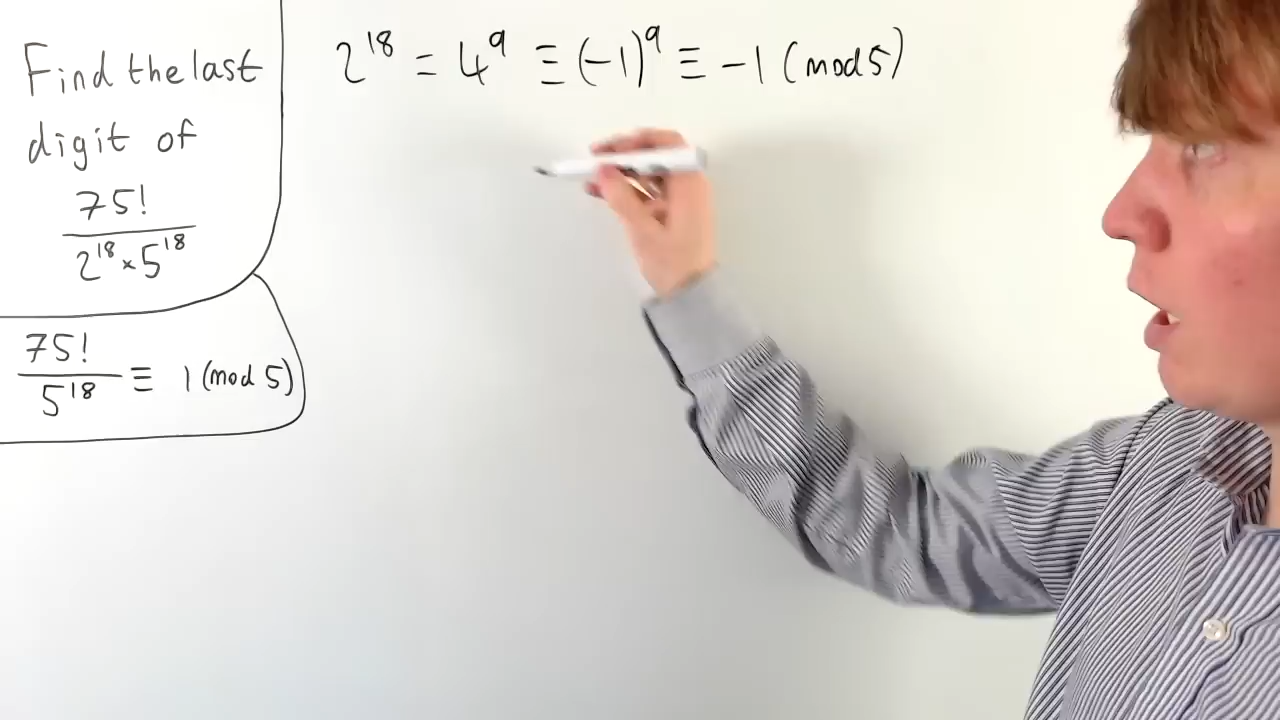 Find the last
digit of
75!
2^18 × 5^18
75!
5^18 ≡ 1 (mod 5)
2^18 = 4^9 ≡ (-1)^9 ≡ -1 (mod 5)